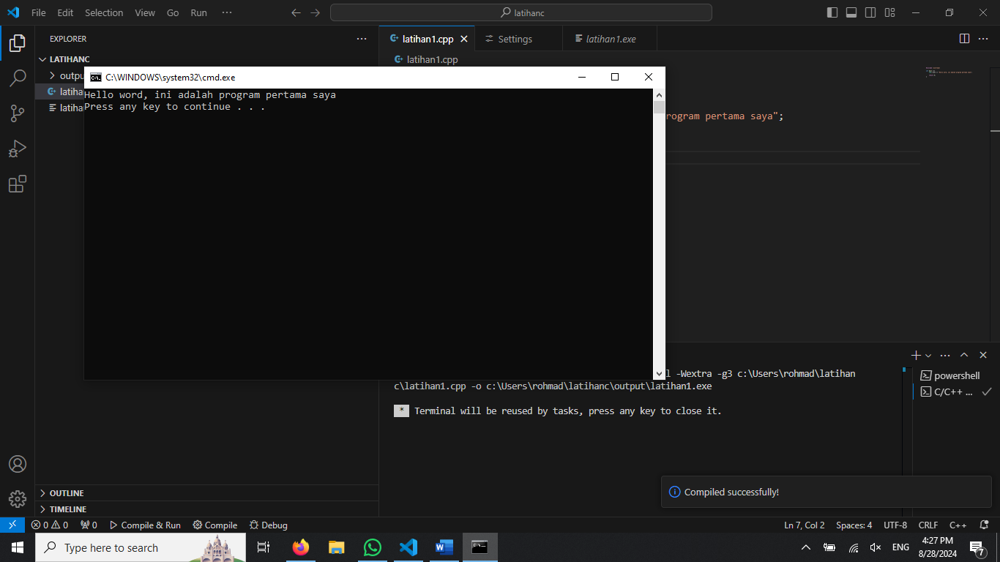 File Edit Selection View Go Run ···
latihanc
EXPLORER
LATIHANC
outpu
latiha
latiha
latihan1.cpp
Settings
latihan1.exe
latihan1.cpp
C:\WINDOWS\system32\cmd.exe
Hello word, ini adalah program pertama saya
Press any key to continue . . .
rogram pertama saya";
l -Wextra -g3 c:\Users\rohmad\latihan
c\latihan1.cpp -o c:\Users\rohmad\latihanc\output\latihan1.exe
* Terminal will be reused by tasks, press any key to close it.
powershell
C/C++ ...
OUTLINE
TIMELINE
Compiled successfully!
0 0 0 Compile & Run Compile Debug
Ln 7, Col 2 Spaces: 4 UTF-8 CRLF C++
Type here to search
ENG
4:27 PM
8/28/2024
7